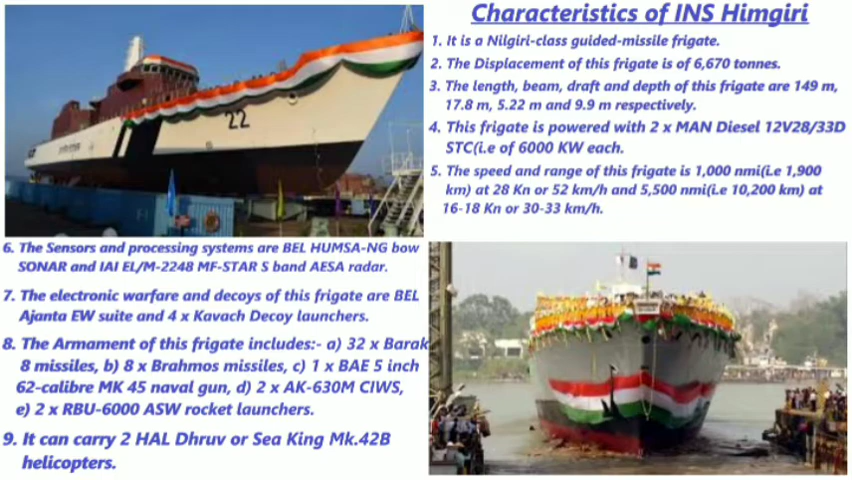 Characteristics of INS Himgiri
1. It is a Nilgiri-class guided-missile frigate.
2. The Displacement of this frigate is of 6,670 tonnes.
3. The length, beam, draft and depth of this frigate are 149 m,
17.8 m, 5.22 m and 9.9 m respectively.
4. This frigate is powered with 2 x MAN Diesel 12V28/33D
STC(i.e of 6000 KW each.
5. The speed and range of this frigate is 1,000 nmi(i.e 1,900
km) at 28 Kn or 52 km/h and 5,500 nmi(i.e 10,200 km) at
16-18 Kn or 30-33 km/h.
22
6. The Sensors and processing systems are BEL HUMSA-NG bow
SONAR and IAI EL/M-2248 MF-STAR S band AESA radar.
7. The electronic warfare and decoys of this frigate are BEL
Ajanta EW suite and 4 x Kavach Decoy launchers.
8. The Armament of this frigate includes:- a) 32 x Barak
8 missiles, b) 8 x Brahmos missiles, c) 1 x BAE 5 inch
62-calibre MK 45 naval gun, d) 2 x AK-630M CIWS,
e) 2 x RBU-6000 ASW rocket launchers.
9. It can carry 2 HAL Dhruv or Sea King Mk.42B
helicopters.